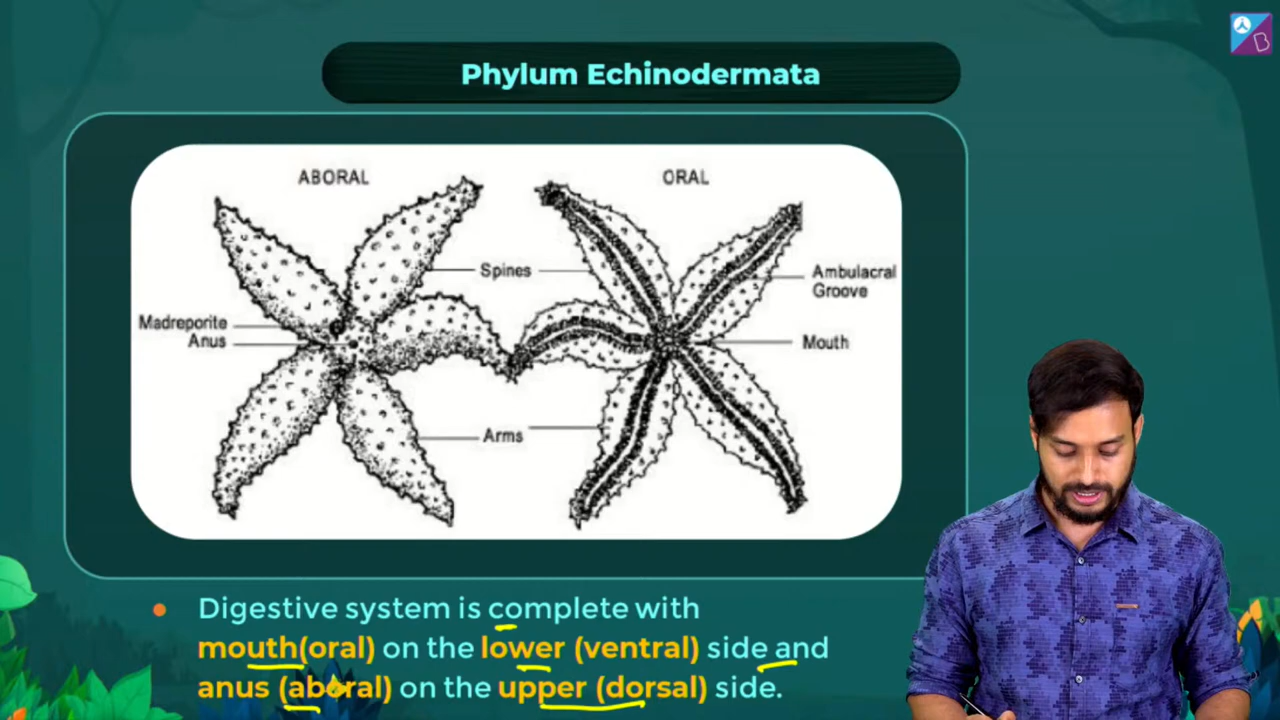 Phylum Echinodermata
ABORAL
ORAL
Spines
Ambulacral
Groove
Madreporite
Anus
Mouth
Arms
Digestive system is complete with
mouth(oral) on the lower (ventral) side and
anus (aboral) on the upper (dorsal) side.
B